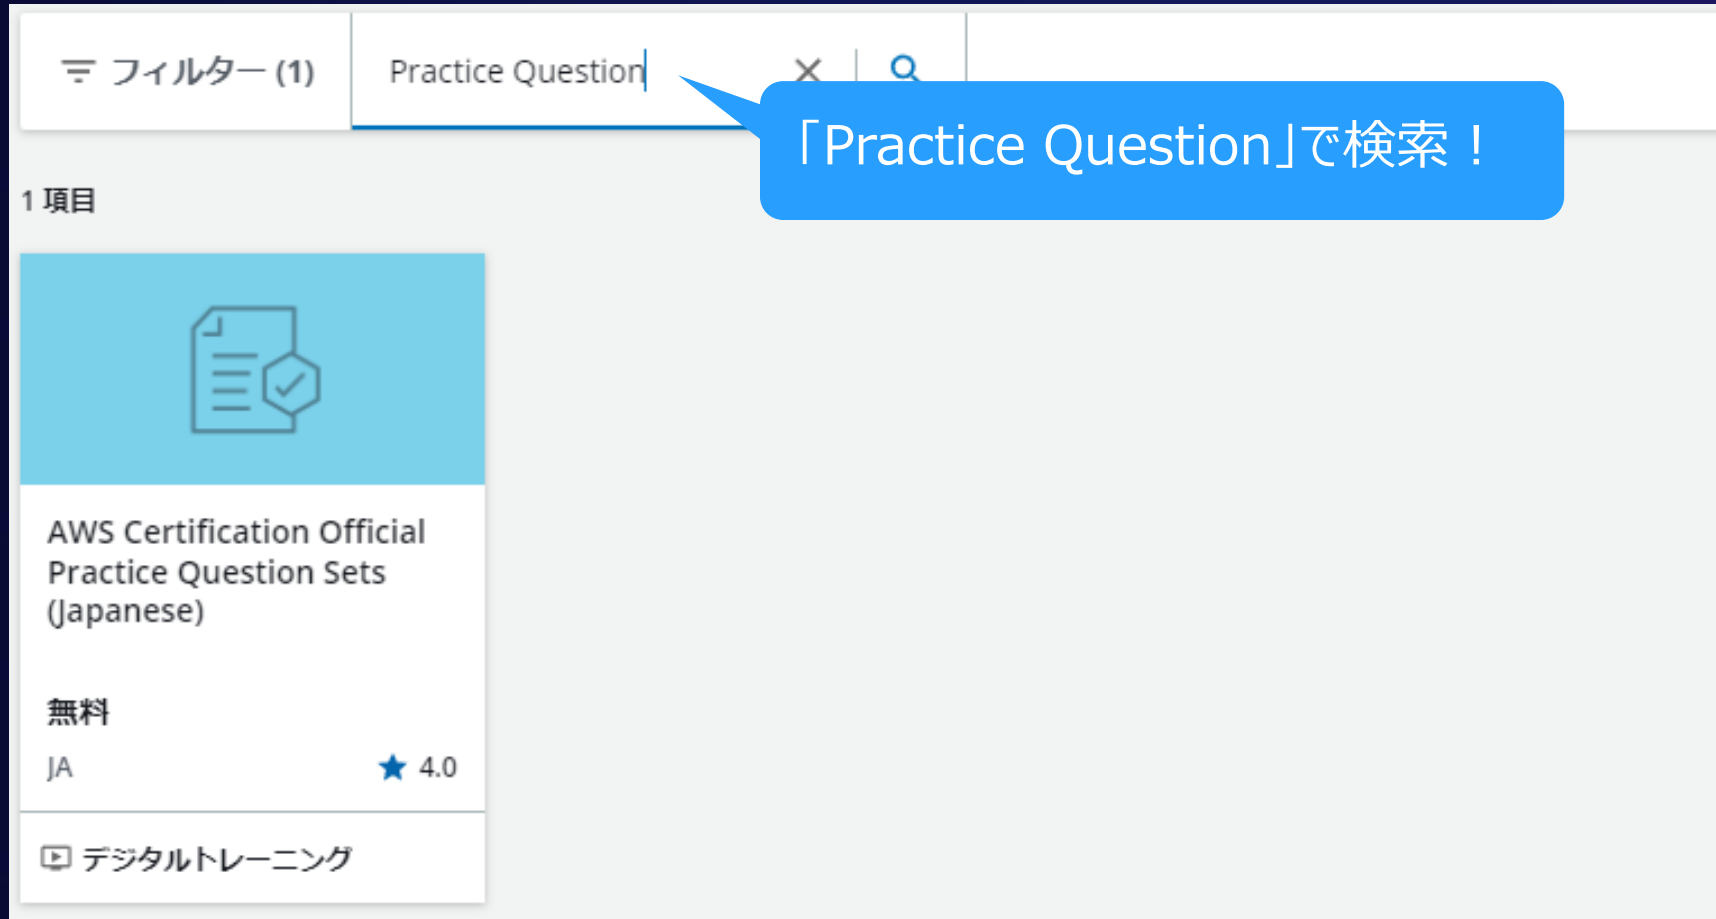 フィルター (1)
Practice Question
「Practice Question」で検索！
1 項目
AWS Certification Official
Practice Question Sets
(Japanese)
無料
JA
4.0
デジタルトレーニング